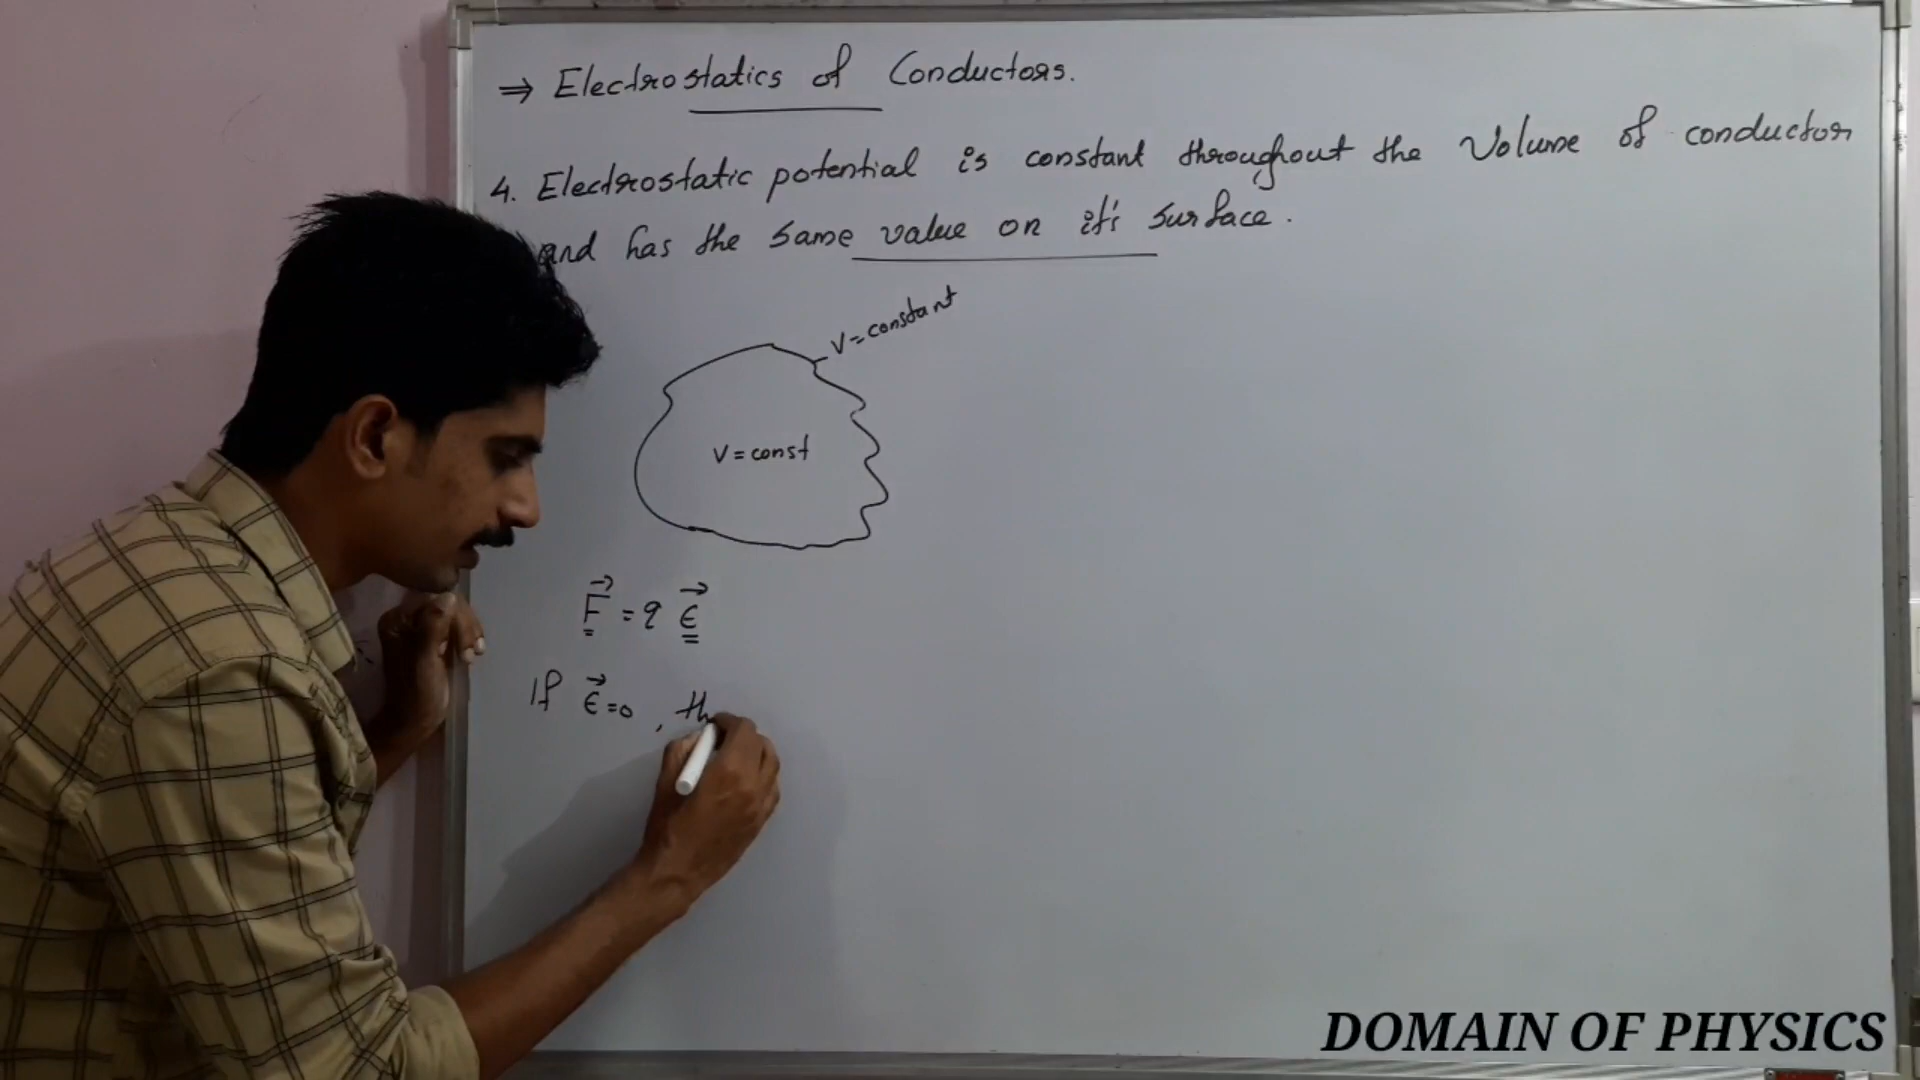 ⇒ Electrostatics of Conductors.
4. Electrostatic potential is constant throughout the Volume of conductor
and has the same value on it's surface.
V = constant
V = const
F⃗ = q ϵ⃗
If ϵ⃗ = 0, th
DOMAIN OF PHYSICS